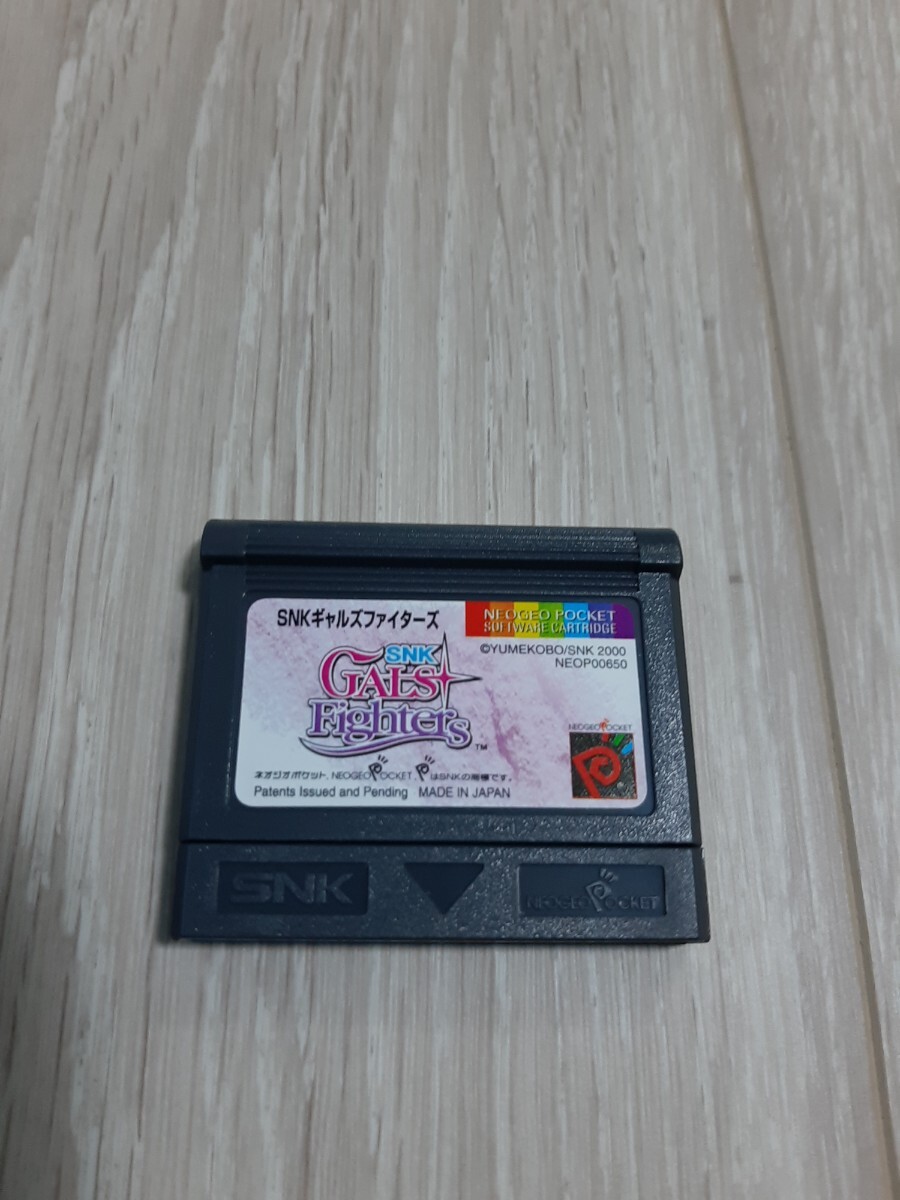 SNKギャルズファイターズ
NEOGEO POCKET
SOFTWARE CARTRIDGE
©YUMEKOBO/SNK 2000
NEOP00650
SNK
GALS'
Fighters
™
NEOGEO POCKET
ネオジオポケット、NEOGEO POCKET、PはSNKの商標です。
Patents Issued and Pending MADE IN JAPAN
SNK
NEOGEO POCKET